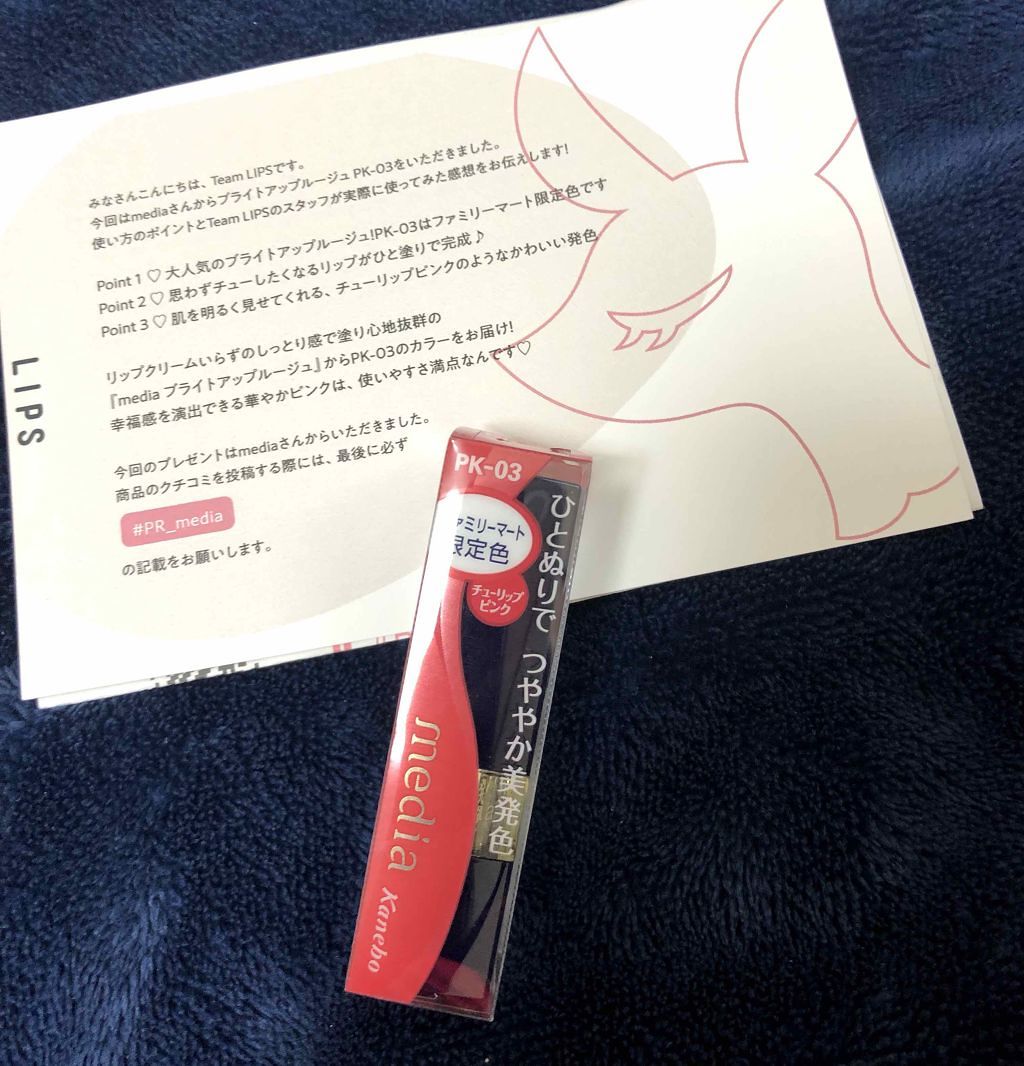 みなさんこんにちは、Team LIPSです。
今回はmediaさんからブライトアップルージュ PK-03をいただきました。
使い方のポイントとTeam LIPSのスタッフが実際に使ってみた感想をお伝えします!
Point 1 ♡ 大人気のブライトアップルージュ!PK-03はファミリーマート限定色です
Point 2 ♡ 思わずチューしたくなるリップがひと塗りで完成♪
Point 3 ♡ 肌を明るく見せてくれる、チューリップピンクのようなかわいい発色
リップクリームいらずのしっとり感で塗り心地抜群の
『media ブライトアップルージュ』からPK-03のカラーをお届け!
幸福感を演出できる華やかピンクは、使いやすさ満点なんです♡
今回のプレゼントはmediaさんからいただきました。
商品のクチコミを投稿する際には、最後に必ず
#PR_media
の記載をお願いします。
LIPS
PK-03
ァミリーマート
限定色
チューリップ
ピンク
ひとぬりで つややか美発色
media Kanebo